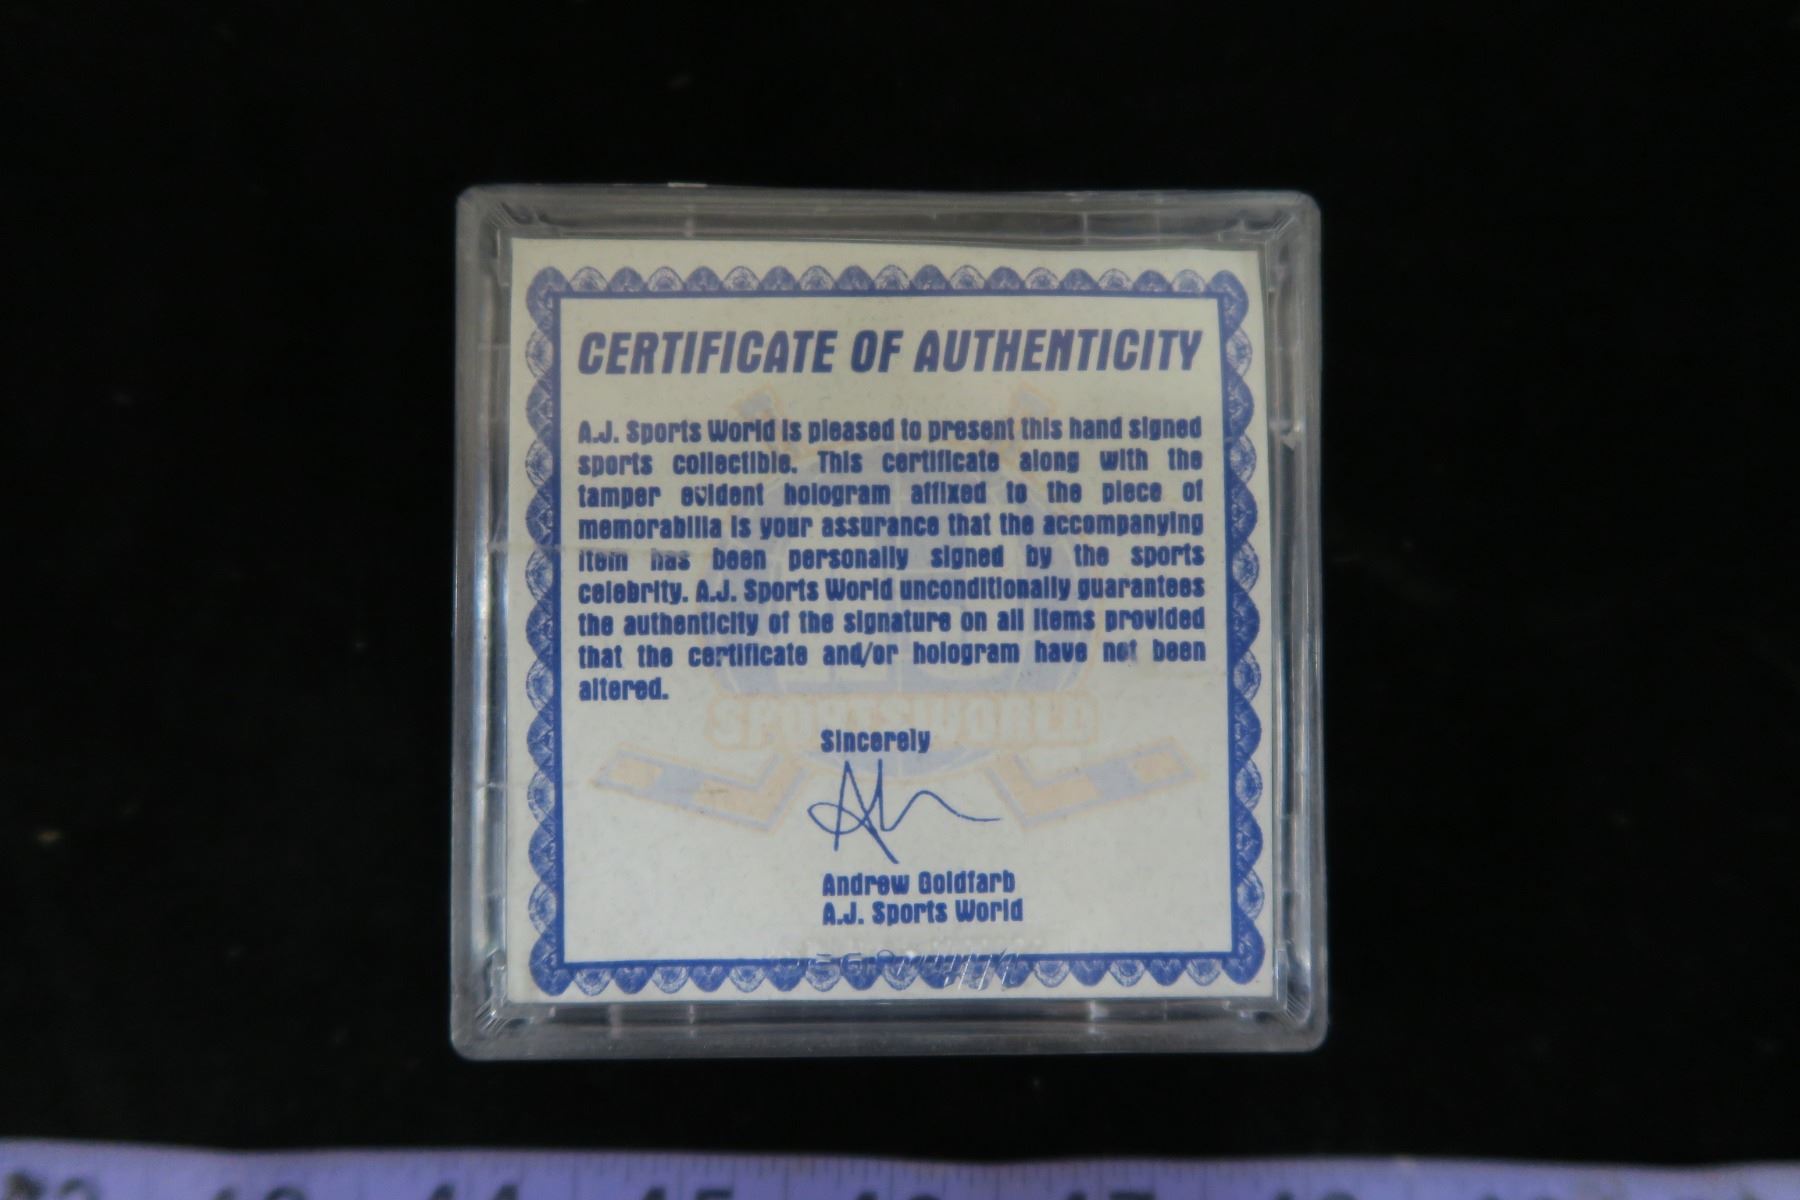 CERTIFICATE OF AUTHENTICITY
A.J. Sports World is pleased to present this hand signed
sports collectible. This certificate along with the
tamper evident hologram affixed to the piece of
memorabilia is your assurance that the accompanying
item has been personally signed by the sports
celebrity. A.J. Sports World unconditionally guarantees
the authenticity of the signature on all items provided
that the certificate and/or hologram have not been
altered.
SPORTSWORLD
Sincerely
Andrew Goldfarb
A.J. Sports World